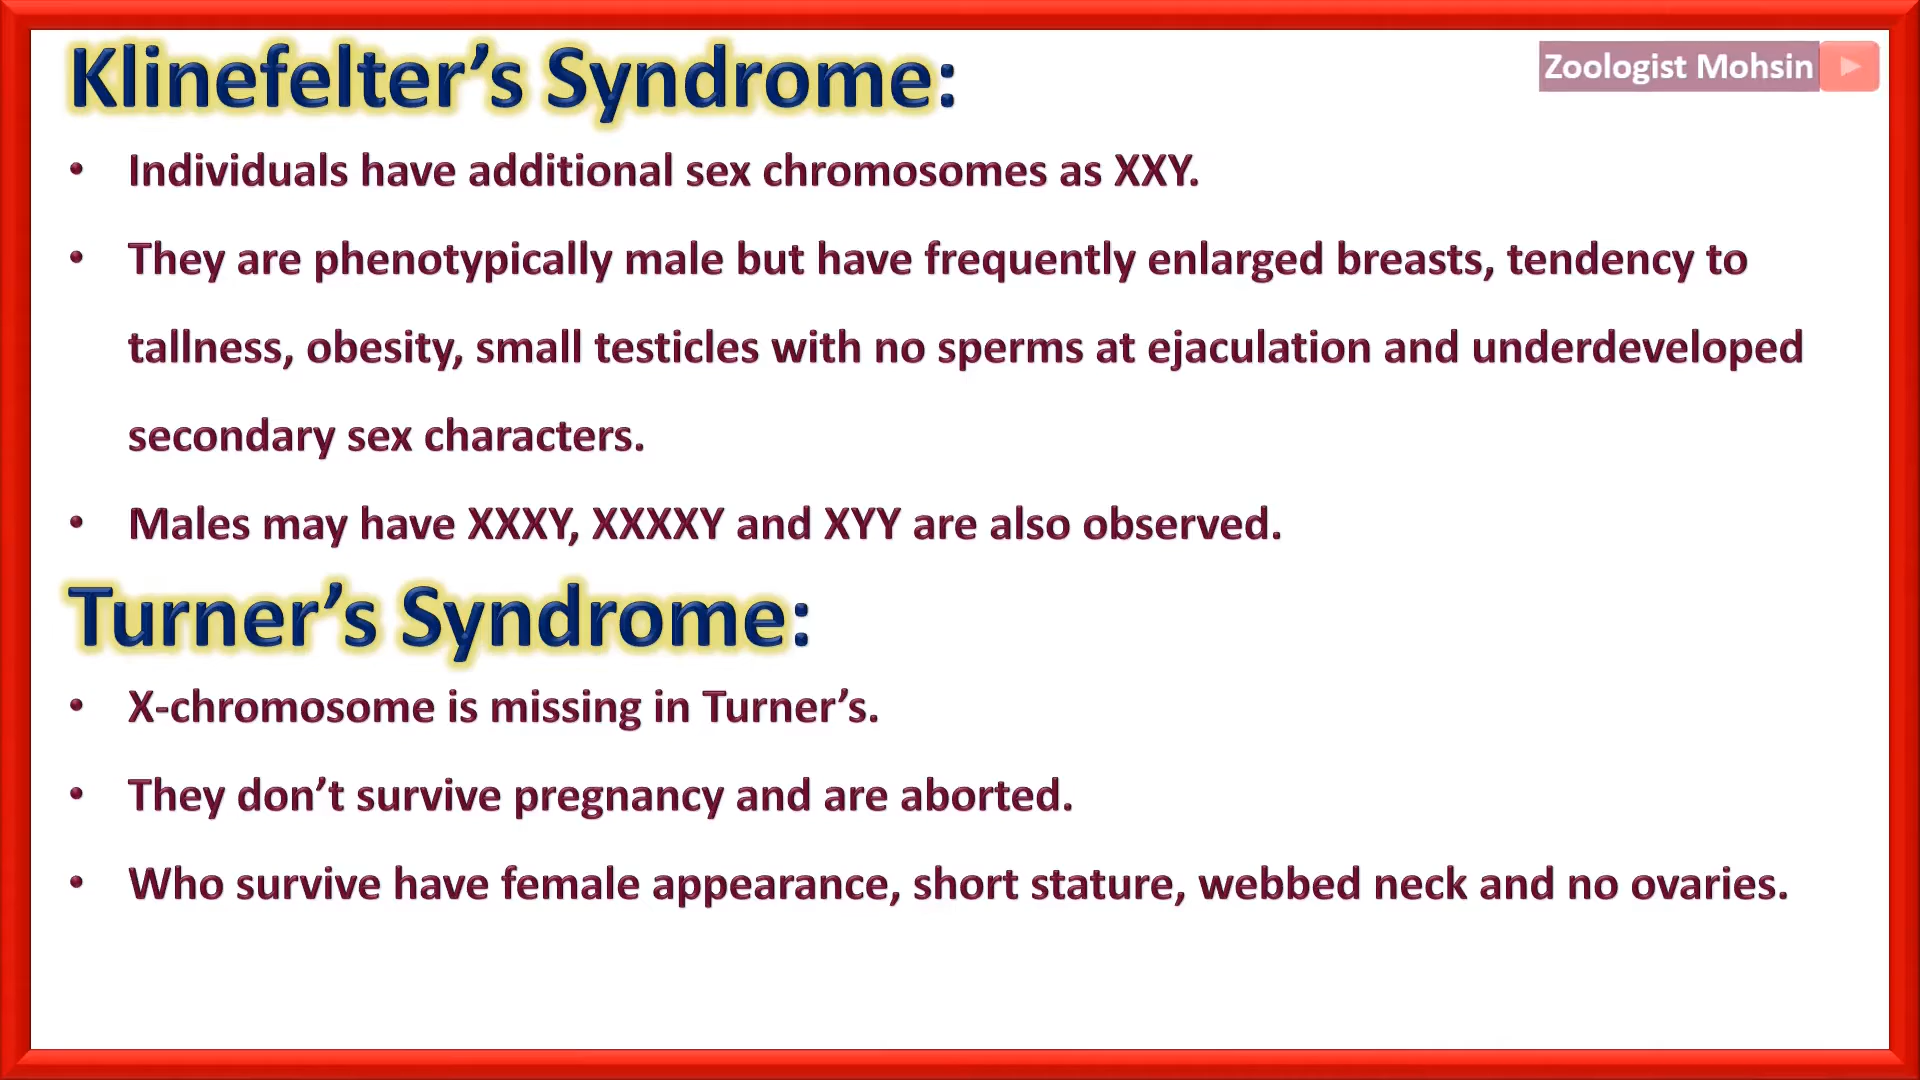 Klinefelter’s Syndrome:
Zoologist Mohsin
• Individuals have additional sex chromosomes as XXY.
• They are phenotypically male but have frequently enlarged breasts, tendency to
tallness, obesity, small testicles with no sperms at ejaculation and underdeveloped
secondary sex characters.
• Males may have XXXY, XXXXY and XYY are also observed.
Turner’s Syndrome:
• X-chromosome is missing in Turner’s.
• They don’t survive pregnancy and are aborted.
• Who survive have female appearance, short stature, webbed neck and no ovaries.